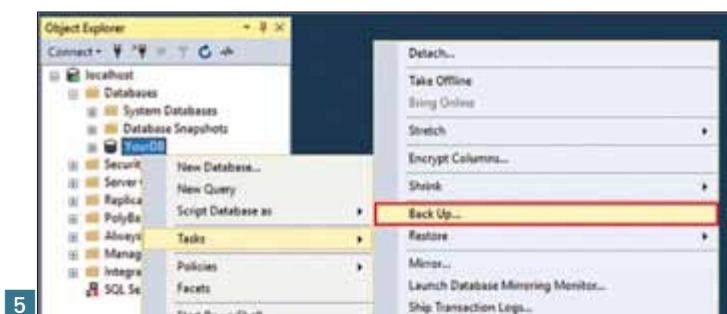 Object Explorer
Connect
localhost
Databases
System Databases
Database Snapshots
YourDB
Securit
Server
Replica
PolyBa
Always
Manag
Integra
SQL Se
New Database...
New Query
Script Database as
Tasks
Policies
Facets
Detach...
Take Offline
Bring Online
Stretch
Encrypt Columns...
Shrink
Back Up...
Restore
Mirror...
Launch Database Mirroring Monitor...
Ship Transaction Logs...
5